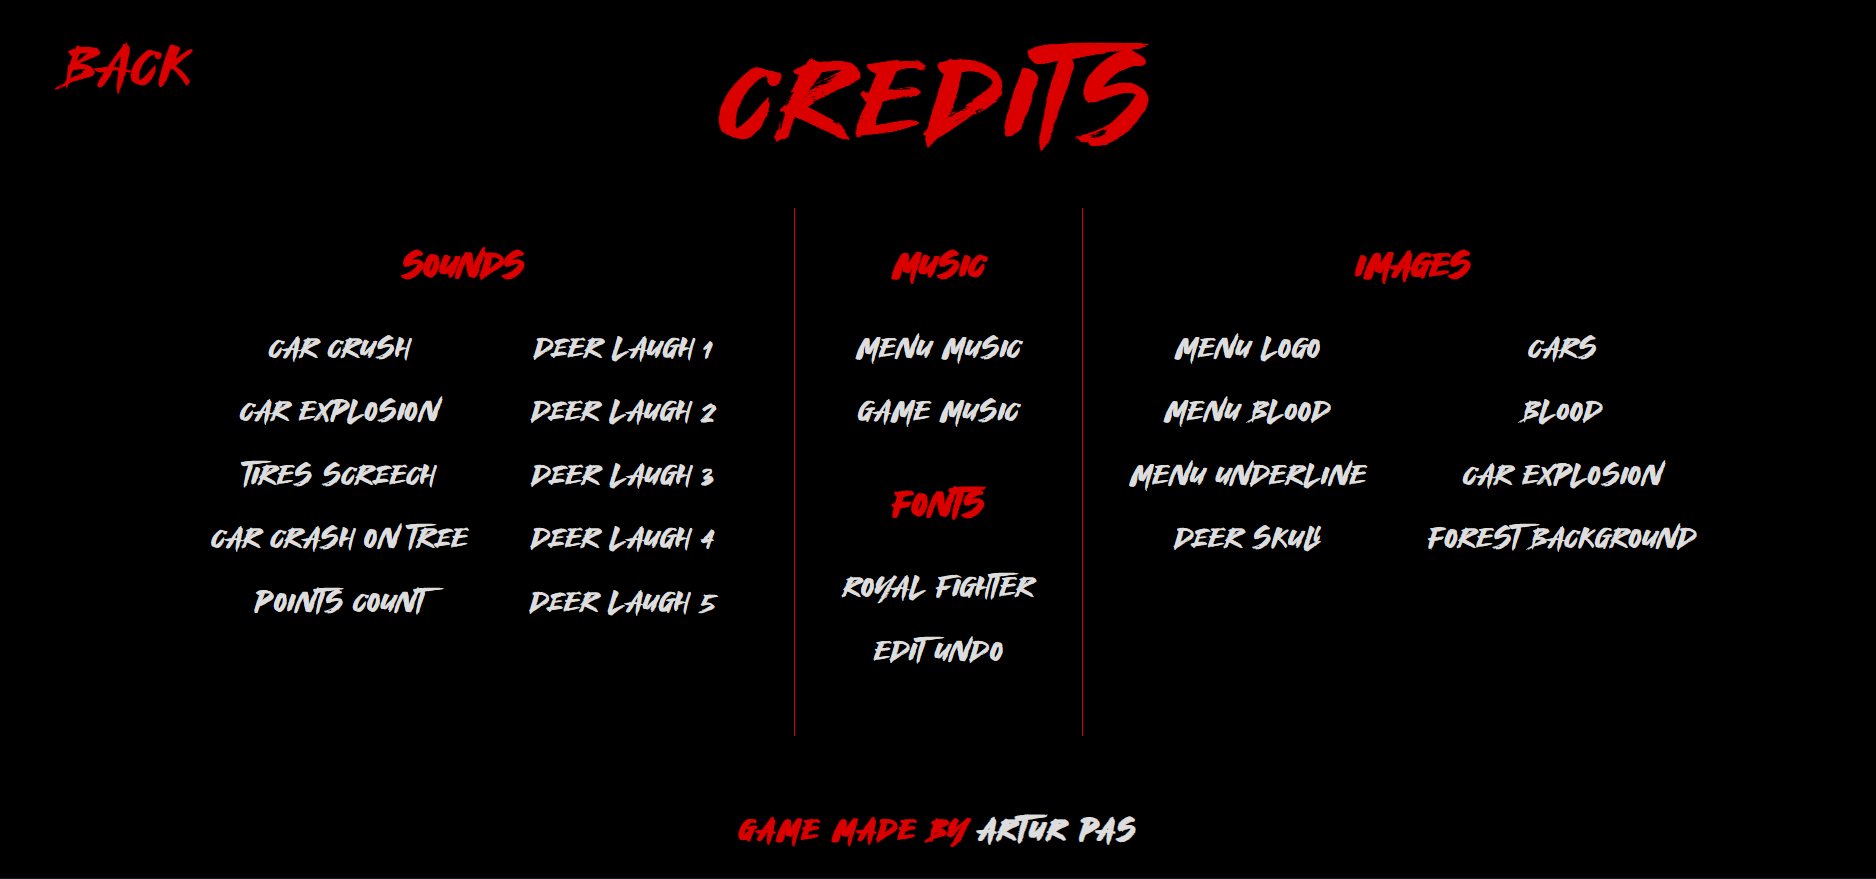 BACK
CREDITS
SOUNDS
CAR CRUSH
CAR EXPLOSION
TIRES SCREECH
CAR CRASH ON TREE
POINTS COUNT
DEER LAUGH 1
DEER LAUGH 2
DEER LAUGH 3
DEER LAUGH 4
DEER LAUGH 5
MUSIC
MENU MUSIC
GAME MUSIC
FONTS
ROYAL FIGHTER
EDIT UNDO
IMAGES
MENU LOGO
MENU BLOOD
MENU UNDERLINE
DEER SKULL
CARS
BLOOD
CAR EXPLOSION
FOREST BACKGROUND
GAME MADE BY ARTUR PAS